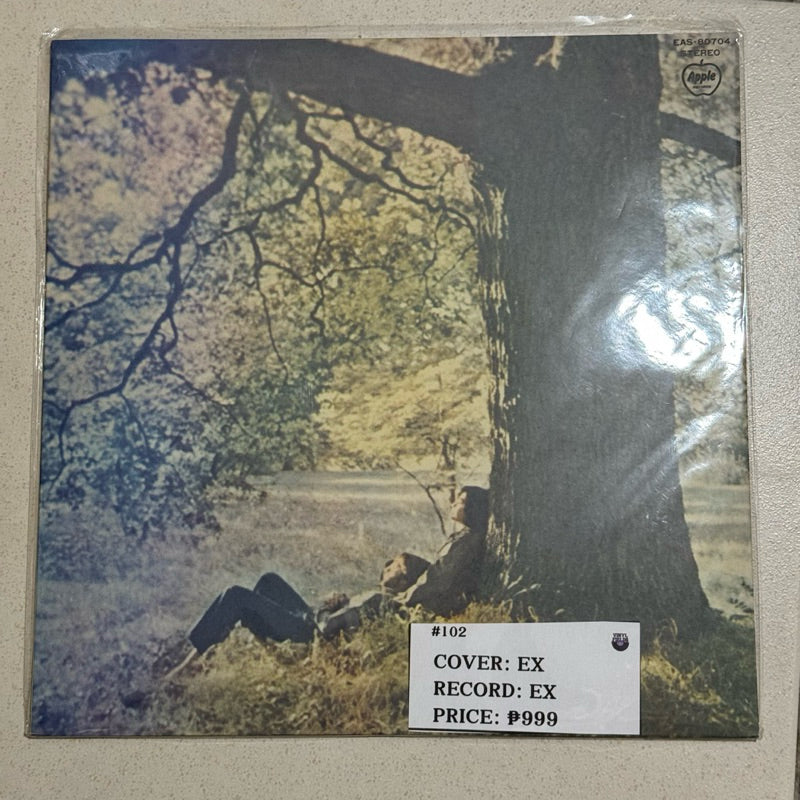 EAS-80704
STEREO
Apple
#102
COVER: EX
RECORD: EX
PRICE: ₱999